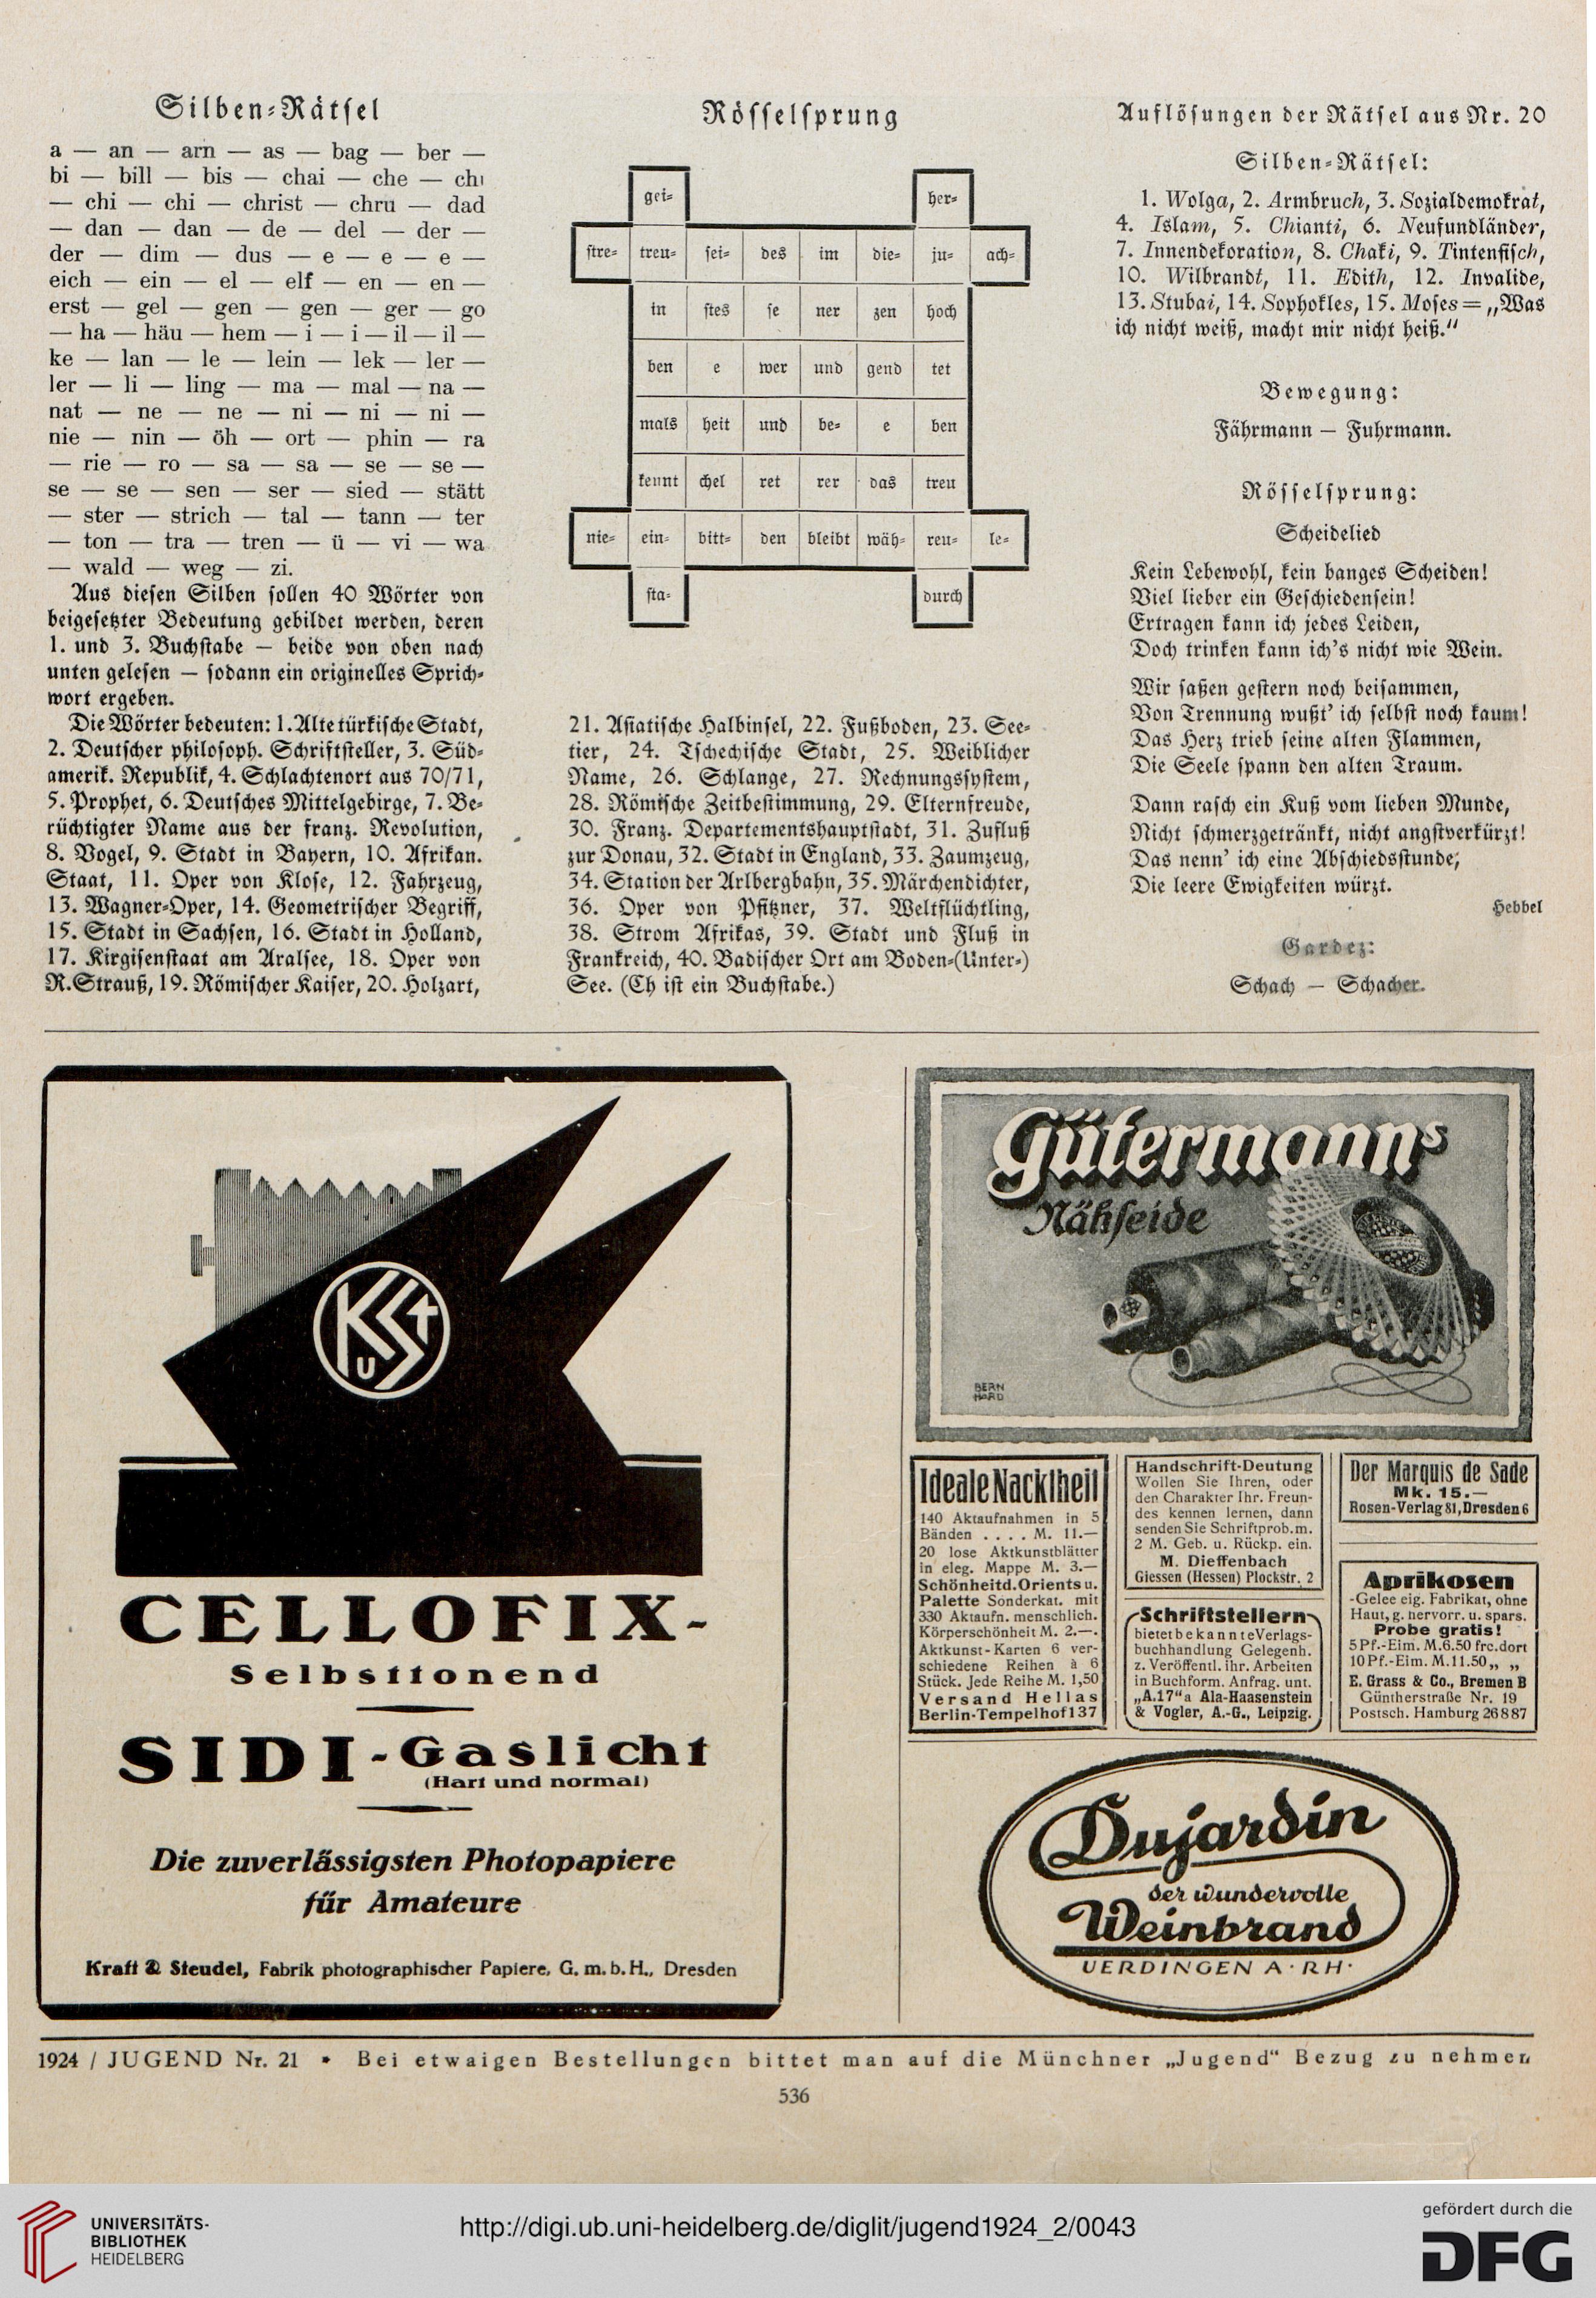 Silben-Rätsel
a — an — arn — as — bag — ber —
bi — bill — bis — chai — che — chi
— chi — chi — christ — chru — dad
— dan — dan — de — del — der —
der — dim — dus — e — e — e —
eich — ein — el — elf — en — en —
erst — gel — gen — gen — ger — go
— ha — häu — hem — i — i — il — il —
ke — lan — le — lein — lek — ler —
ler — li — ling — ma — mal — na —
nat — ne — ne — ni — ni — ni —
nie — nin — öh — ort — phin — ra
— rie — ro — sa — sa — se — se —
se — se — sen — ser — sied — stätt
— ster — strich — tal — tann — ter
— ton — tra — tren — ü — vi — wa
— wald — weg — zi.
Aus diesen Silben sollen 40 Wörter von
beigesetzter Bedeutung gebildet werden, deren
1. und 3. Buchstabe — beide von oben nach
unten gelesen — sodann ein originelles Sprich-
wort ergeben.
Die Wörter bedeuten: 1. Alte türkische Stadt,
2. Deutscher philosoph. Schriftsteller, 3. Süd-
amerik. Republik, 4. Schlachtenort aus 70/71,
5. Prophet, 6. Deutsches Mittelgebirge, 7. Be-
rüchtigter Name aus der franz. Revolution,
8. Vogel, 9. Stadt in Bayern, 10. Afrikan.
Staat, 11. Oper von Klose, 12. Fahrzeug,
13. Wagner-Oper, 14. Geometrischer Begriff,
15. Stadt in Sachsen, 16. Stadt in Holland,
17. Kirgisenstaat am Aralsee, 18. Oper von
R. Strauß, 19. Römischer Kaiser, 20. Holzart,
Rösselsprung
gei- her-
stre- treu- sei- des im die- ju- ach-
in stes se ner zen hoch
ben e wer und gend tet
mals heit und be- e ben
kennt chel ret rer das treu
nie- ein- bitt- den bleibt wäh- reu- le-
sta- durch
21. Asiatische Halbinsel, 22. Fußboden, 23. See-
tier, 24. Tschechische Stadt, 25. Weiblicher
Name, 26. Schlange, 27. Rechnungssystem,
28. Römische Zeitbestimmung, 29. Elternfreude,
30. Franz. Departementshauptstadt, 31. Zufluß
zur Donau, 32. Stadt in England, 33. Zaumzeug,
34. Station der Arlbergbahn, 35. Märchendichter,
36. Oper von Pfitzner, 37. Weltflüchtling,
38. Strom Afrikas, 39. Stadt und Fluß in
Frankreich, 40. Badischer Ort am Boden-(Unter-)
See. (Ch ist ein Buchstabe.)
Auflösungen der Rätsel aus Nr. 20
Silben-Rätsel:
1. Wolga, 2. Armbruch, 3. Sozialdemokrat,
4. Islam, 5. Chianti, 6. Neufundländer,
7. Innendekoration, 8. Chaki, 9. Tintenfisch,
10. Wilbrandt, 11. Edith, 12. Invalide,
13. Stubai, 14. Sophokles, 15. Moses = „Was
ich nicht weiß, macht mir nicht heiß."
Bewegung:
Fährmann — Fuhrmann.
Rösselsprung:
Scheidelied
Kein Lebewohl, kein banges Scheiden!
Viel lieber ein Geschiedensein!
Ertragen kann ich jedes Leiden,
Doch trinken kann ich's nicht wie Wein.
Wir saßen gestern noch beisammen,
Von Trennung wußt' ich selbst noch kaum!
Das Herz trieb seine alten Flammen,
Die Seele spann den alten Traum.
Dann rasch ein Kuß vom lieben Munde,
Nicht schmerzgetränkt, nicht angstverkürzt!
Das nenn' ich eine Abschiedsstunde,
Die leere Ewigkeiten würzt.
Hebbel
Gardez:
Schach — Schacher.
K u St
CELLOFIX-
Selbsttonend
SIDI-Gaslicht
(Hart und normal)
Die zuverlässigsten Photopapiere
für Amateure
Kraft & Steudel, Fabrik photographischer Papiere, G. m. b. H., Dresden
Gütermanns
Nähseide
BERN
HARD
Ideale Nacktheit
140 Aktaufnahmen in 5
Bänden . . . . M. 11.—
20 lose Aktkunstblätter
in eleg. Mappe M. 3.—
Schönheit d. Orients u.
Palette Sonderkat. mit
330 Aktaufn. menschlich.
Körperschönheit M. 2.—.
Aktkunst-Karten 6 ver-
schiedene Reihen à 6
Stück. Jede Reihe M. 1,50
Versand Hellas
Berlin-Tempelhof 137
Handschrift-Deutung
Wollen Sie Ihren, oder
den Charakter Ihr. Freun-
des kennen lernen, dann
senden Sie Schriftprob. m.
2 M. Geb. u. Rückp. ein.
M. Dieffenbach
Giessen (Hessen) Plockstr. 2
Schriftstellern
bietet bekannte Verlags-
buchhandlung Gelegenh.
z. Veröffentl. ihr. Arbeiten
in Buchform. Anfrag. unt.
„A. 17" a Ala-Haasenstein
& Vogler, A.-G., Leipzig.
Der Marquis de Sade
Mk. 15.—
Rosen-Verlag 81, Dresden 6
Aprikosen
-Gelee eig. Fabrikat, ohne
Haut, g. hervorr. u. spars.
Probe gratis!
5 Pf.-Eim. M. 6.50 frc. dort
10 Pf.-Eim. M. 11.50 „ „
E. Grass & Co., Bremen B
Güntherstraße Nr. 19
Postsch. Hamburg 26887
Dujardin
der wundervolle
Weinbrand
UERDINGEN A·RH·
1924 / JUGEND Nr. 21 • Bei etwaigen Bestellungen bittet man auf die Münchner „Jugend" Bezug zu nehmen
536
UNIVERSITÄTS-
BIBLIOTHEK
HEIDELBERG
http://digi.ub.uni-heidelberg.de/diglit/jugend1924_2/0043
gefördert durch die
DFG